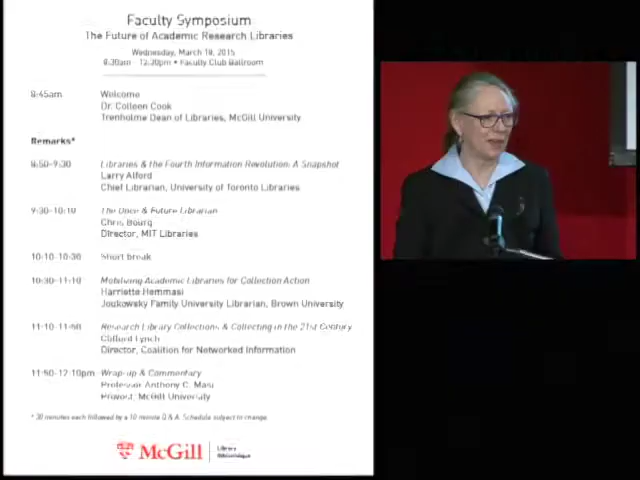 Faculty Symposium
The Future of Academic Research Libraries
Wednesday, March 18, 2015
8:30am - 12:30pm • Faculty Club Ballroom
8:45am Welcome
Dr. Colleen Cook
Trenholme Dean of Libraries, McGill University
Remarks*
8:50-9:30 Libraries & the Fourth Information Revolution: A Snapshot
Larry Alford
Chief Librarian, University of Toronto Libraries
9:30-10:10 The Once & Future Librarian
Chris Bourg
Director, MIT Libraries
10:10-10:30 Short break
10:30-11:10 Mobilising Academic Libraries for Collection Action
Harriette Hemmasi
Joukowsky Family University Librarian, Brown University
11:10-11:50 Research Library Collections & Collecting in the 21st Century
Clifford Lynch
Director, Coalition for Networked Information
11:50-12:10pm Wrap-up & Commentary
Professor Anthony C. Masi
Provost, McGill University
* 30 minutes each followed by a 10 minute Q & A. Schedule subject to change.
McGill Library
Bibliothèque